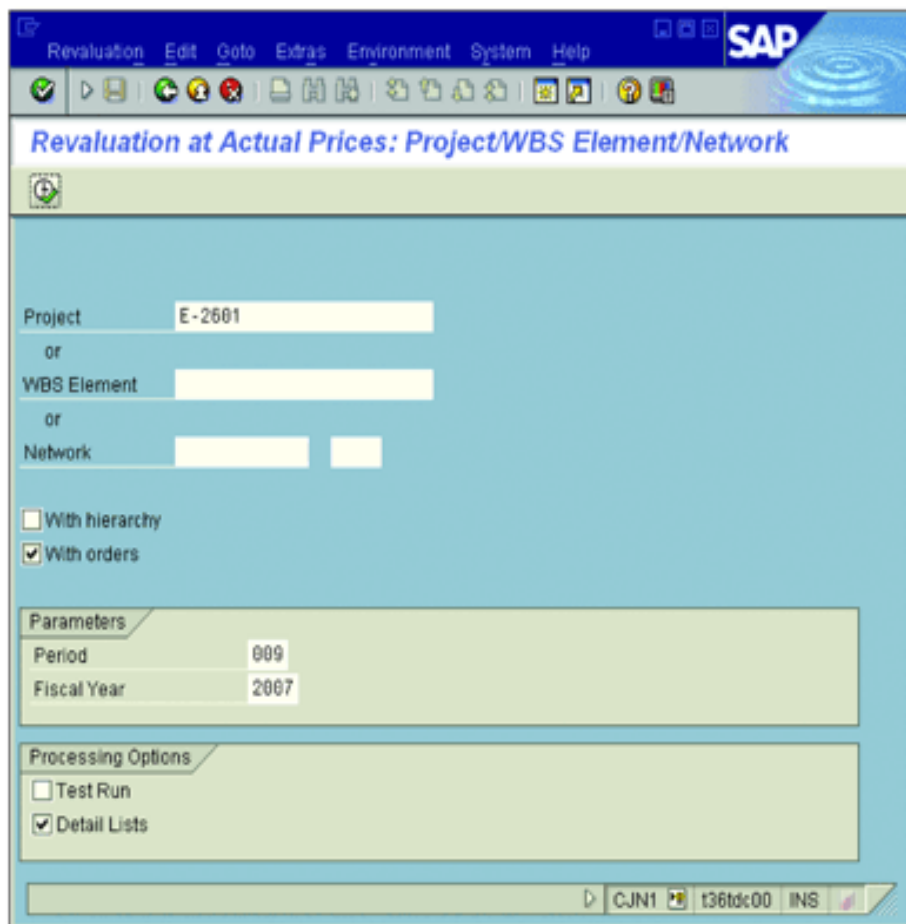 Revaluation Edit Goto Extras Environment System Help
SAP
Revaluation at Actual Prices: Project/WBS Element/Network
Project E-2601
or
WBS Element
or
Network
With hierarchy
With orders
Parameters
Period 009
Fiscal Year 2007
Processing Options
Test Run
Detail Lists
CJN1 t36tdc00 INS